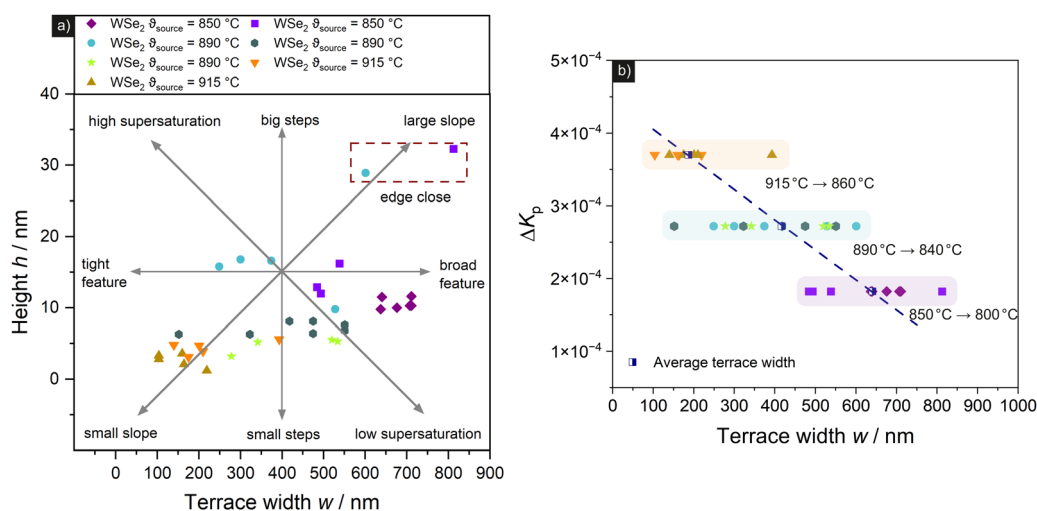 a)
WSe₂ ϑsource = 850 °C
WSe₂ ϑsource = 850 °C
WSe₂ ϑsource = 890 °C
WSe₂ ϑsource = 890 °C
WSe₂ ϑsource = 890 °C
WSe₂ ϑsource = 915 °C
WSe₂ ϑsource = 915 °C
40
30
20
10
0
Height h / nm
high supersaturation
big steps
large slope
edge close
tight feature
broad feature
small slope
small steps
low supersaturation
0 100 200 300 400 500 600 700 800 900
Terrace width w / nm
b)
5×10⁻⁴
4×10⁻⁴
3×10⁻⁴
2×10⁻⁴
1×10⁻⁴
ΔKp
915°C → 860°C
890°C → 840°C
850°C → 800°C
Average terrace width
0 100 200 300 400 500 600 700 800 900 1000
Terrace width w / nm